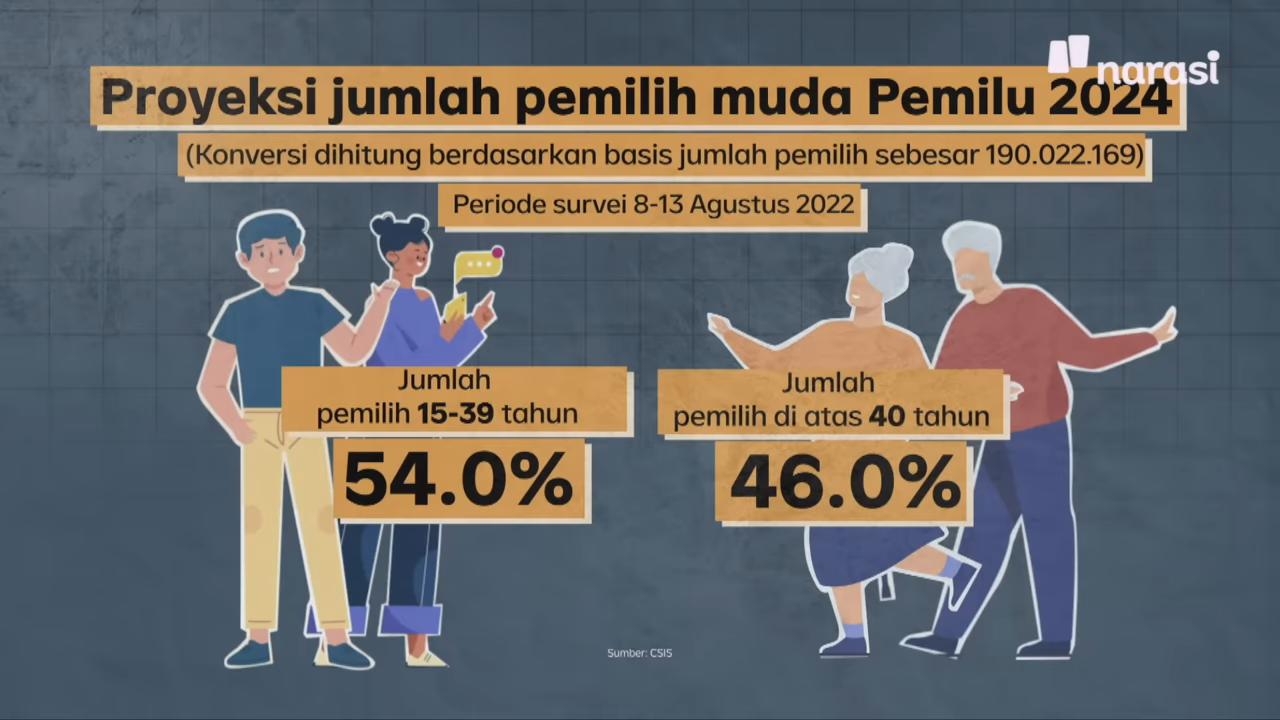 narasi
Proyeksi jumlah pemilih muda Pemilu 2024
(Konversi dihitung berdasarkan basis jumlah pemilih sebesar 190.022.169)
Periode survei 8-13 Agustus 2022
Jumlah
pemilih 15-39 tahun
54.0%
Jumlah
pemilih di atas 40 tahun
46.0%
Sumber: CSIS